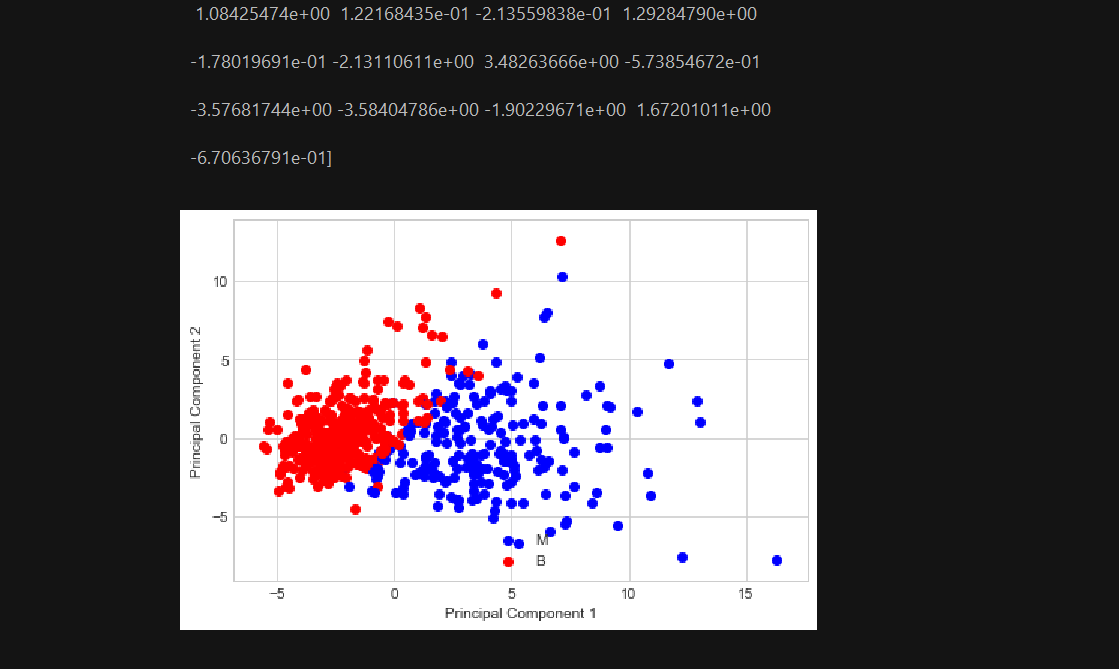 1.08425474e+00 1.22168435e-01 -2.13559838e-01 1.29284790e+00
-1.78019691e-01 -2.13110611e+00 3.48263666e+00 -5.73854672e-01
-3.57681744e+00 -3.58404786e+00 -1.90229671e+00 1.67201011e+00
-6.70636791e-01]
Principal Component 2
10
5
0
−5
M
B
−5 0 5 10 15
Principal Component 1